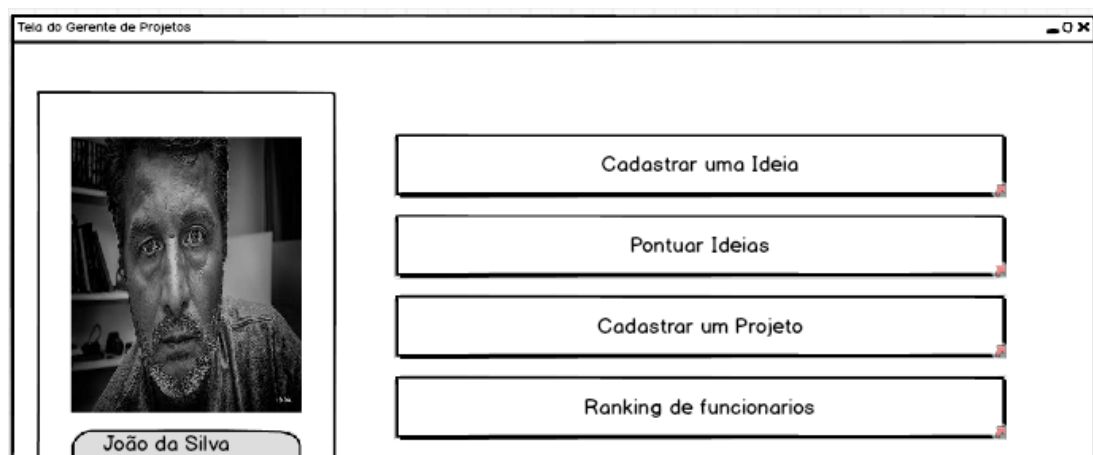 Tela do Gerente de Projetos
Cadastrar uma Ideia
Pontuar Ideias
Cadastrar um Projeto
Ranking de funcionarios
João da Silva